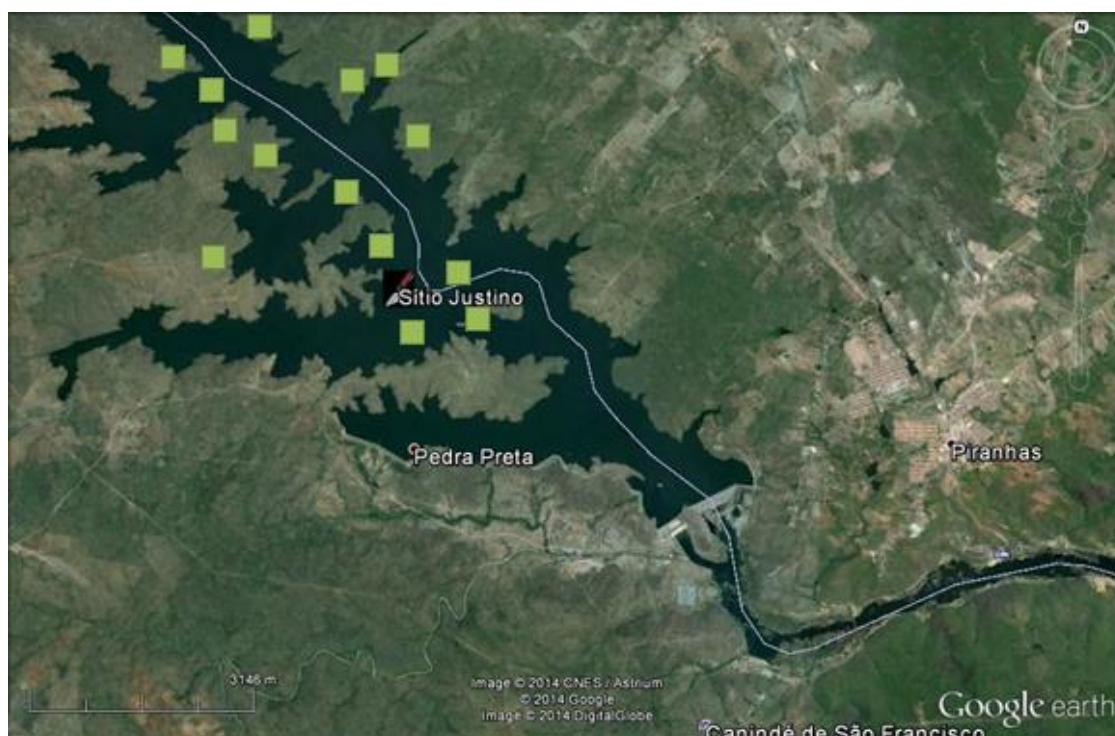 N
Sítio Justino
Pedra Preta
Piranhas
3146 m
Image © 2014 CNES / Astrium
© 2014 Google
Image © 2014 DigitalGlobe
Google earth
Canindé de São Francisco